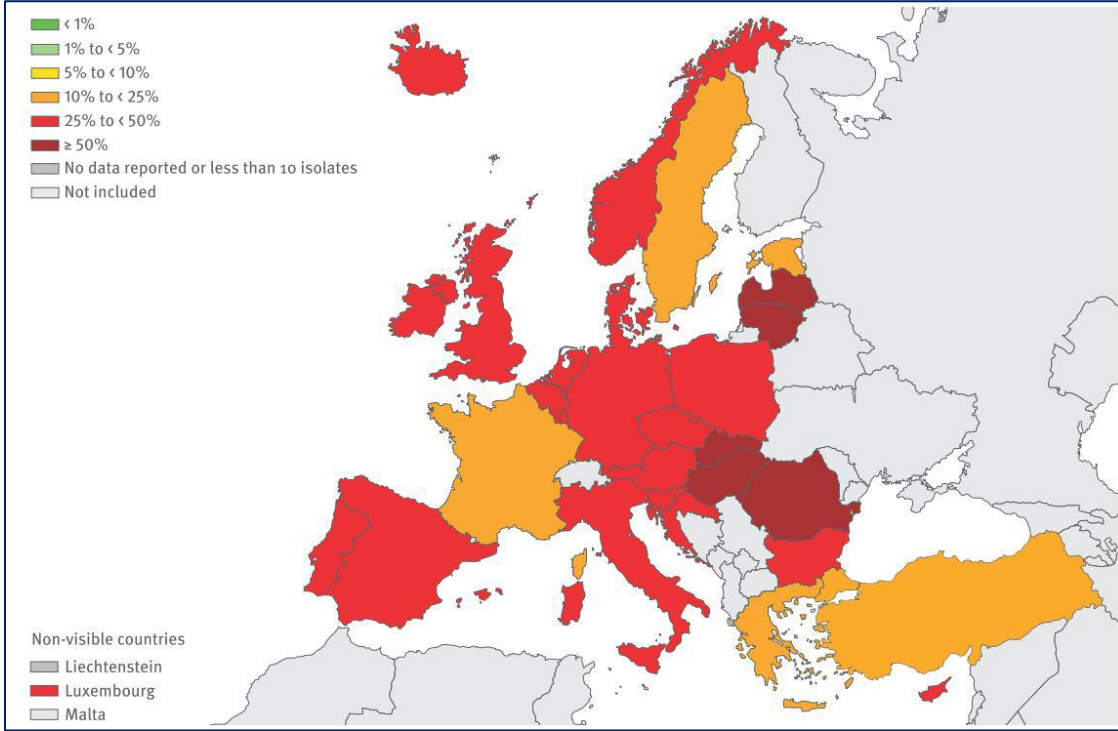 < 1%
1% to < 5%
5% to < 10%
10% to < 25%
25% to < 50%
≥ 50%
No data reported or less than 10 isolates
Not included
Non-visible countries
Liechtenstein
Luxembourg
Malta